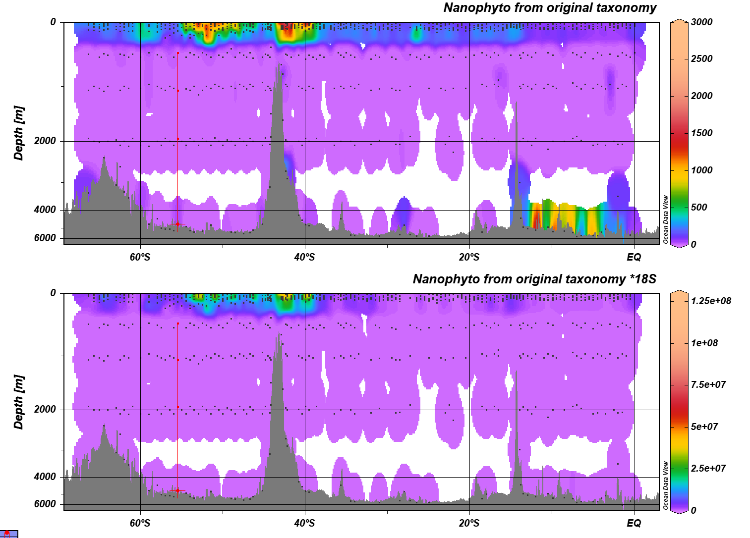 Nanophyto from original taxonomy
0
2000
4000
6000
Depth [m]
60°S
40°S
20°S
EQ
3000
2500
2000
1500
1000
500
0
Ocean Data View
Nanophyto from original taxonomy *18S
0
2000
4000
6000
Depth [m]
60°S
40°S
20°S
EQ
1.25e+08
1e+08
7.5e+07
5e+07
2.5e+07
0
Ocean Data View